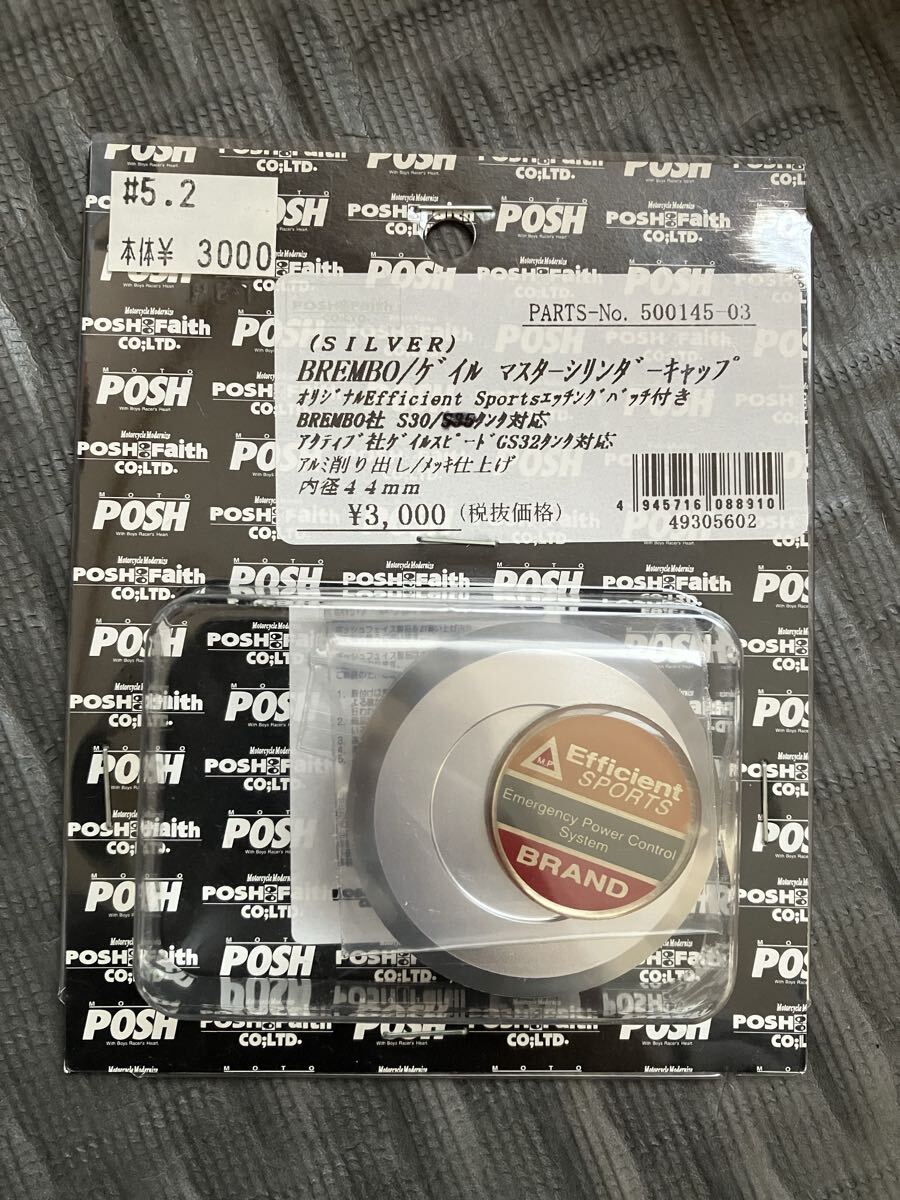 #5.2
本体¥ 3000
PARTS-No. 500145-03
(SILVER)
BREMBO/ゲイル マスターシリンダーキャップ
オリジナルEfficient Sportsエッチングバッチ付き
BREMBO社 S30/S35タンク対応
アクティブ社ゲイルスピードGS32タンク対応
アルミ削り出し/メッキ仕上げ
内径44mm
¥3,000 (税抜価格)
4 945716 088910
49305602
MOTO
POSH
With Boys Racer's Heart.
Motorcycle Modernize
POSH Faith
CO;LTD.
M.P
Efficient
SPORTS
Emergency Power Control
System
BRAND